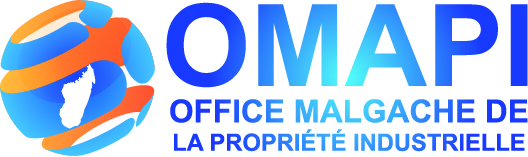 OMAPI
OFFICE MALGACHE DE
LA PROPRIÉTÉ INDUSTRIELLE